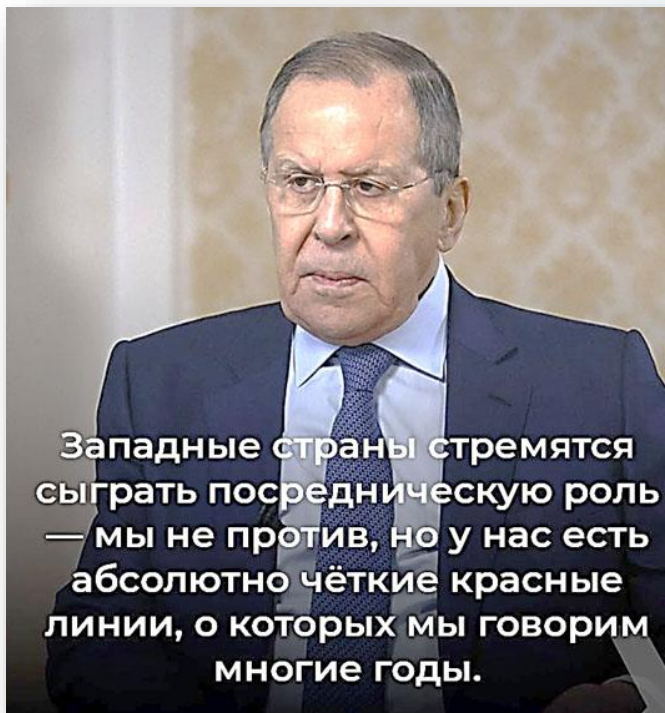 Западные страны стремятся
сыграть посредническую роль
— мы не против, но у нас есть
абсолютно чёткие красные
линии, о которых мы говорим
многие годы.